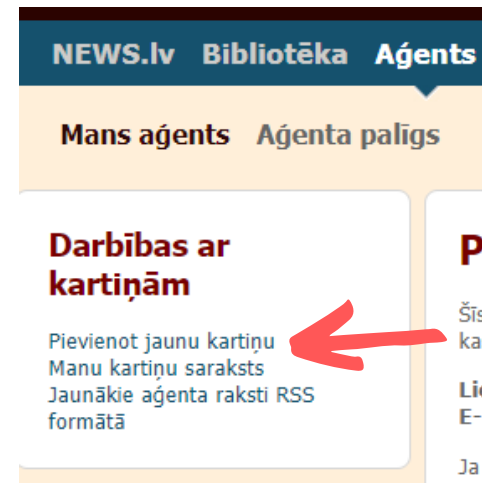 NEWS.lv Bibliotēka Aģents
Mans aģents Aģenta palīgs
Darbības ar
kartiņām
Pievienot jaunu kartiņu
Manu kartiņu saraksts
Jaunākie aģenta raksti RSS
formātā
P
Šīs
ka
E-
Ja